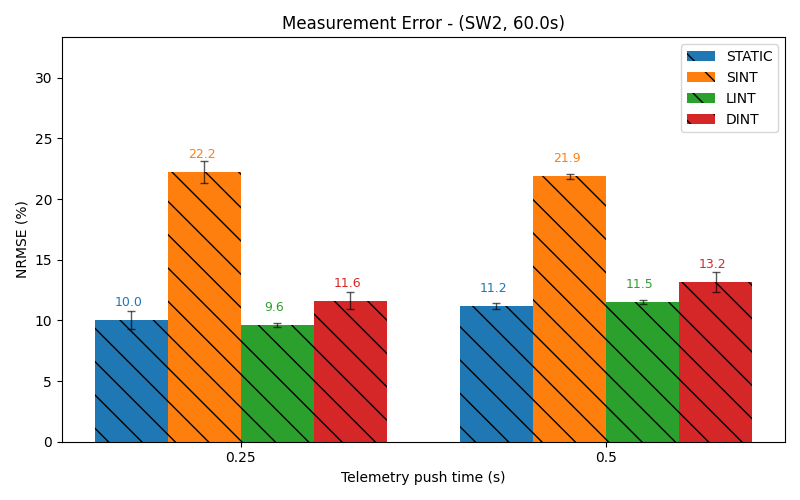 Measurement Error - (SW2, 60.0s)
STATIC
SINT
LINT
DINT
NRMSE (%)
30
25
20
15
10
5
0
10.0
22.2
9.6
11.6
11.2
21.9
11.5
13.2
0.25
0.5
Telemetry push time (s)